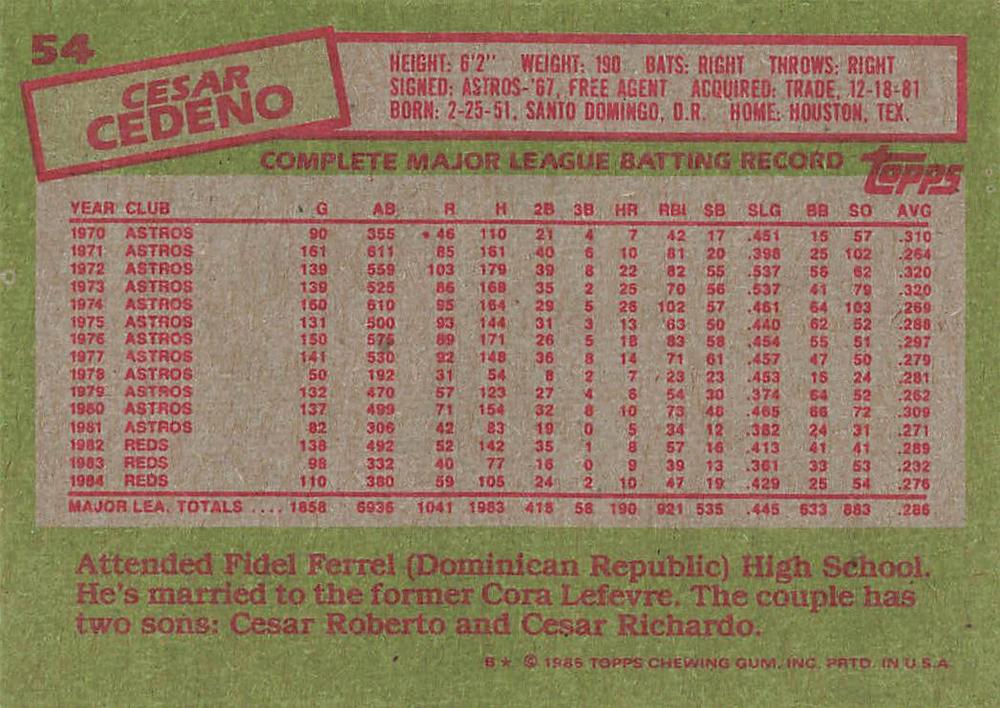 54
CESAR
CEDENO
HEIGHT: 6'2" WEIGHT: 190 BATS: RIGHT THROWS: RIGHT
SIGNED: ASTROS-'67, FREE AGENT ACQUIRED: TRADE, 12-18-81
BORN: 2-25-51, SANTO DOMINGO, D.R. HOME: HOUSTON, TEX.
COMPLETE MAJOR LEAGUE BATTING RECORD
topps
YEAR CLUB G AB R H 2B 3B HR RBI SB SLG BB SO AVG
1970 ASTROS 90 355 46 110 21 4 7 42 17 .451 15 57 .310
1971 ASTROS 161 611 85 161 40 6 10 81 20 .398 25 102 .264
1972 ASTROS 139 559 103 179 39 8 22 82 55 .537 56 62 .320
1973 ASTROS 139 525 86 168 35 2 25 70 56 .537 41 79 .320
1974 ASTROS 160 610 95 164 29 5 26 102 57 .461 64 103 .269
1975 ASTROS 131 500 93 144 31 3 13 63 50 .440 62 52 .288
1976 ASTROS 150 575 89 171 26 5 18 83 58 .454 55 51 .297
1977 ASTROS 141 530 92 148 36 8 14 71 61 .457 47 50 .279
1978 ASTROS 50 192 31 54 8 2 7 23 23 .453 15 24 .281
1979 ASTROS 132 470 57 123 27 4 6 54 30 .374 64 52 .262
1980 ASTROS 137 499 71 154 32 8 10 73 48 .465 66 72 .309
1981 ASTROS 82 306 42 83 19 0 5 34 12 .382 24 31 .271
1982 REDS 138 492 52 142 35 1 8 57 16 .413 41 41 .289
1983 REDS 98 332 40 77 16 0 9 39 13 .361 33 53 .232
1984 REDS 110 380 59 105 24 2 10 47 19 .429 25 54 .276
MAJOR LEA. TOTALS .... 1858 6936 1041 1983 418 58 190 921 535 .445 633 883 .286
Attended Fidel Ferrel (Dominican Republic) High School.
He's married to the former Cora Lefevre. The couple has
two sons: Cesar Roberto and Cesar Richardo.
B★ © 1985 TOPPS CHEWING GUM, INC. PRTD. IN U.S.A.